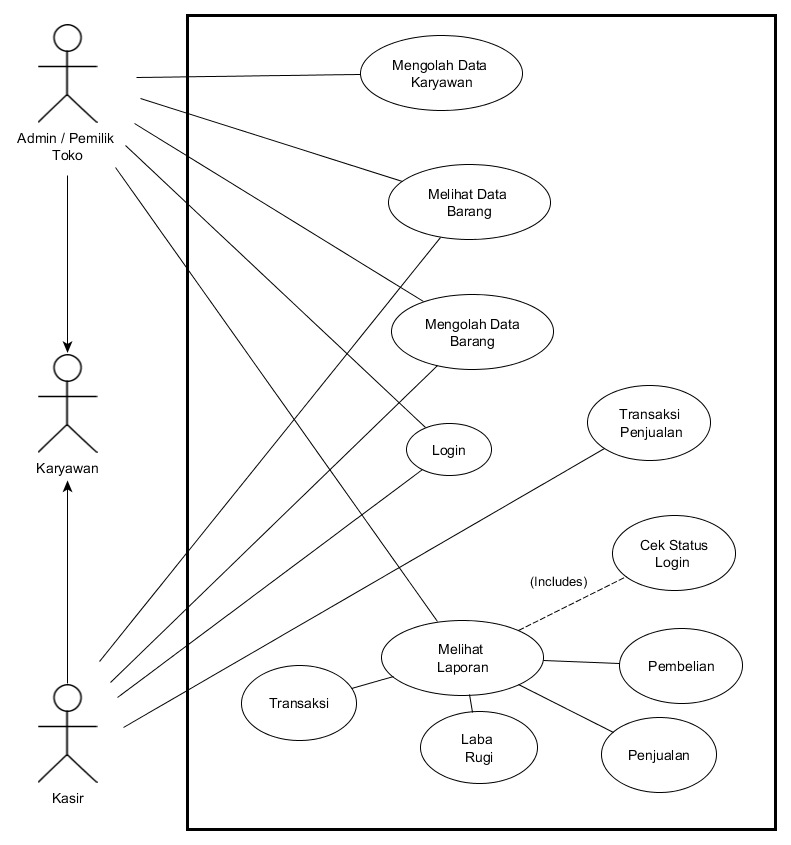 Admin / Pemilik
Toko
Mengolah Data
Karyawan
Melihat Data
Barang
Mengolah Data
Barang
Karyawan
Login
Transaksi
Penjualan
Cek Status
Login
(Includes)
Melihat
Laporan
Pembelian
Transaksi
Laba
Rugi
Penjualan
Kasir